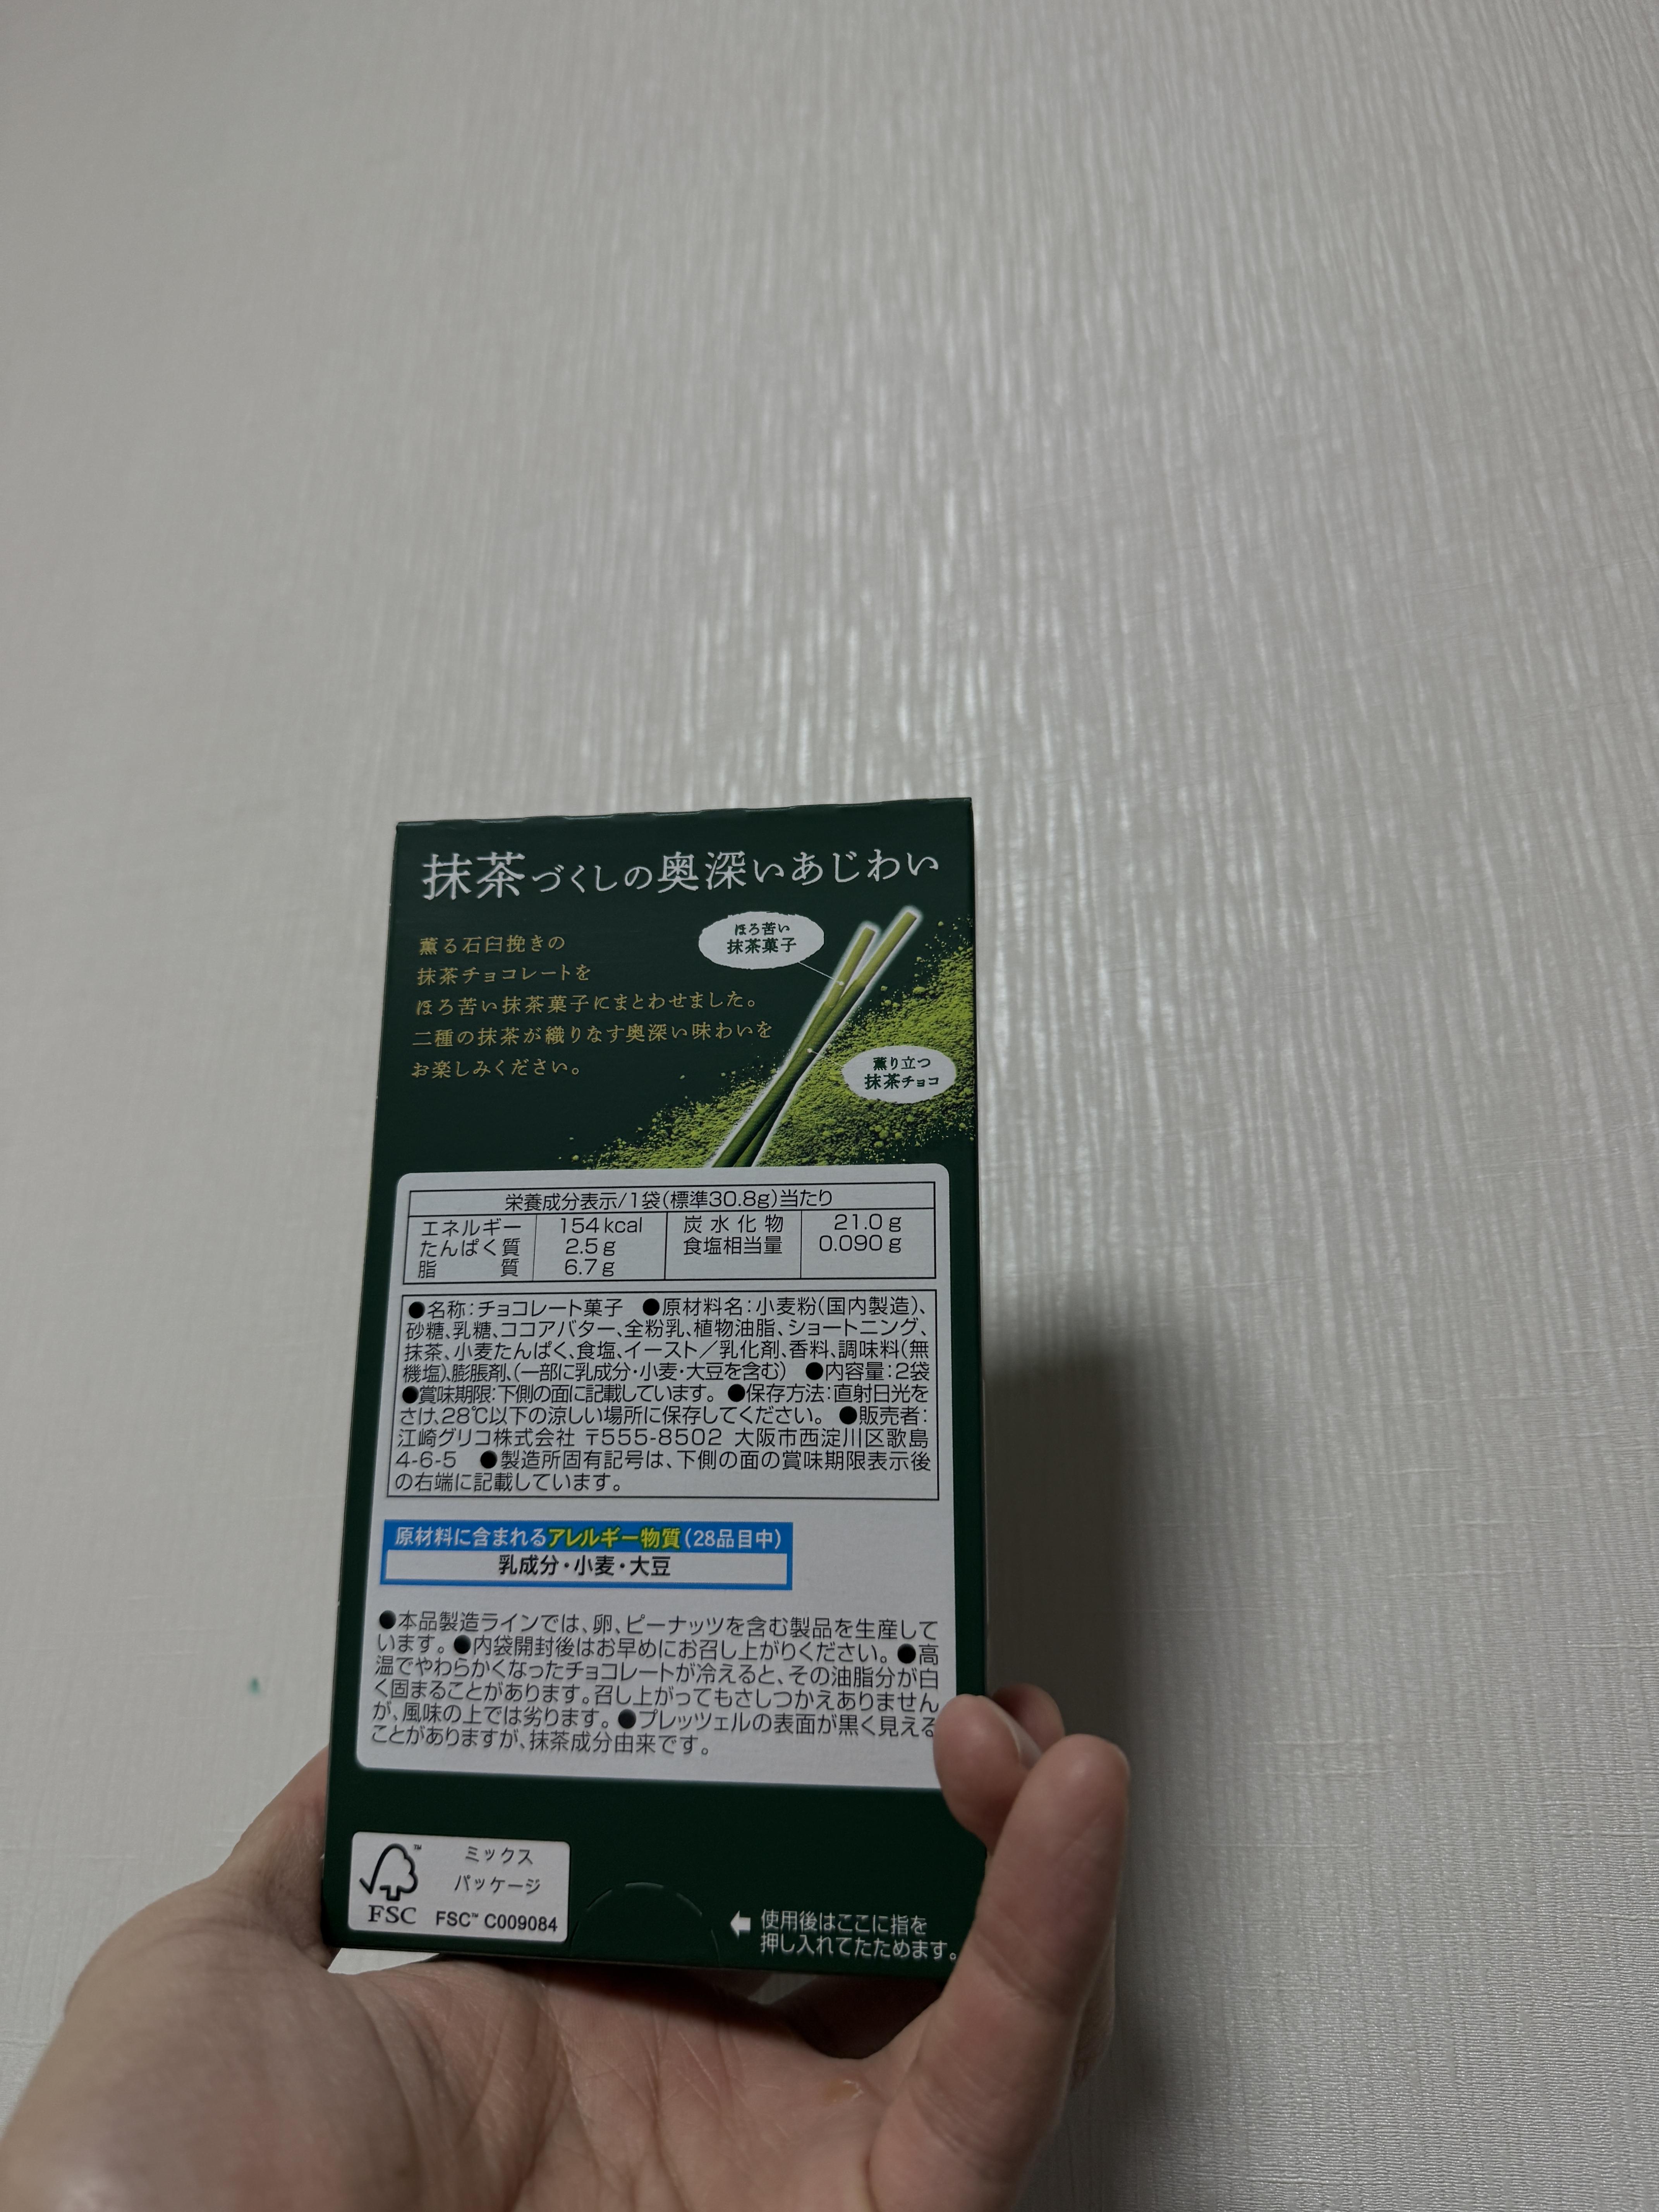 抹茶づくしの奥深いあじわい
薫る石臼挽きの
抹茶チョコレートを
ほろ苦い抹茶菓子にまとわせました。
二種の抹茶が織りなす奥深い味わいを
お楽しみください。
ほろ苦い
抹茶菓子
薫り立つ
抹茶チョコ
栄養成分表示/1袋(標準30.8g)当たり
エネルギー 154kcal 炭水化物 21.0g
たんぱく質 2.5g 食塩相当量 0.090g
脂質 6.7g
●名称:チョコレート菓子 ●原材料名:小麦粉(国内製造)、
砂糖、乳糖、ココアバター、全粉乳、植物油脂、ショートニング、
抹茶、小麦たんぱく、食塩、イースト/乳化剤、香料、調味料(無
機塩)、膨脹剤、(一部に乳成分・小麦・大豆を含む) ●内容量:2袋
●賞味期限:下側の面に記載しています。 ●保存方法:直射日光を
さけ、28℃以下の涼しい場所に保存してください。 ●販売者:
江崎グリコ株式会社 〒555-8502 大阪市西淀川区歌島
4-6-5 ●製造所固有記号は、下側の面の賞味期限表示後
の右端に記載しています。
原材料に含まれるアレルギー物質(28品目中)
乳成分・小麦・大豆
●本品製造ラインでは、卵、ピーナッツを含む製品を生産して
います。●内袋開封後はお早めにお召し上がりください。●高
温でやわらかくなったチョコレートが冷えると、その油脂分が白
く固まることがあります。召し上がってもさしつかえありません
が、風味の上では劣ります。●プレッツェルの表面が黒く見える
ことがありますが、抹茶成分由来です。
ミックス
パッケージ
FSC FSC™ C009084
使用後はここに指を
押し入れてたためます。